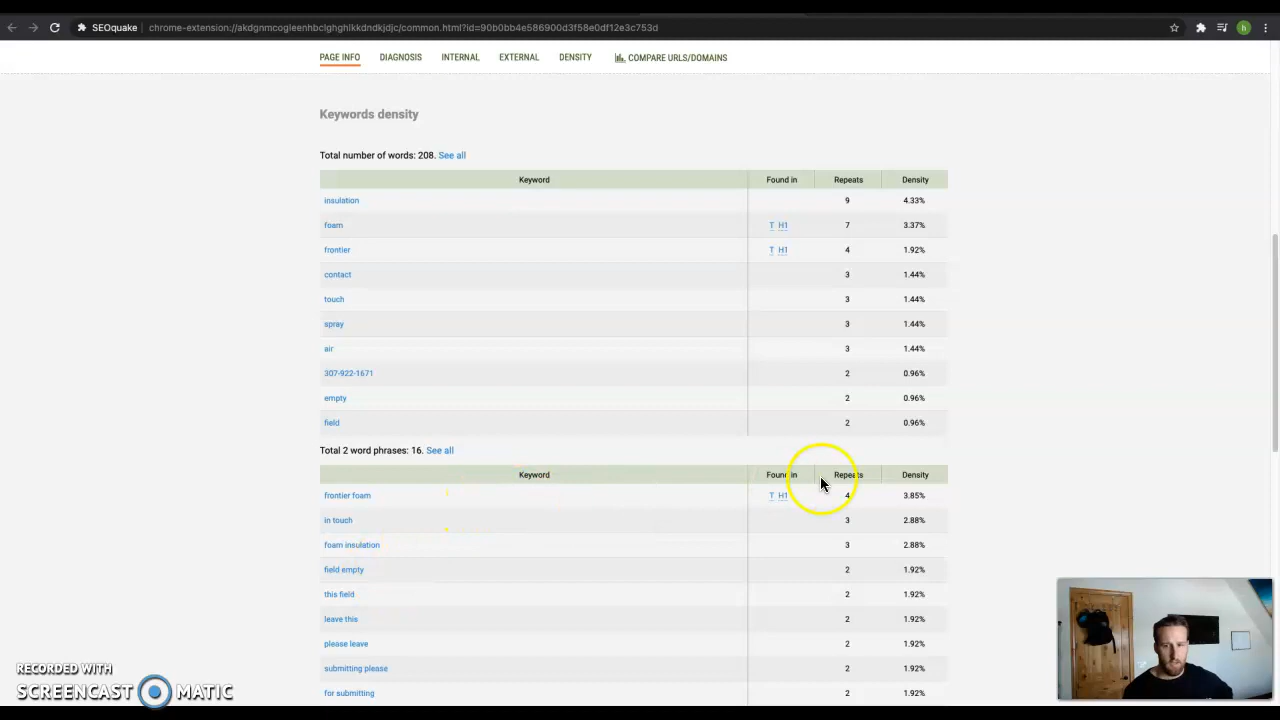 SEOquake chrome-extension://akdgnmcogleenhbclghghlkkdndkjdjc/common.html?id=90b0bb4e586900d3f58e0df12e3c753d h
PAGE INFO DIAGNOSIS INTERNAL EXTERNAL DENSITY COMPARE URLS/DOMAINS
Keywords density
Total number of words: 208. See all
Keyword Found in Repeats Density
insulation 9 4.33%
foam T H1 7 3.37%
frontier T H1 4 1.92%
contact 3 1.44%
touch 3 1.44%
spray 3 1.44%
air 3 1.44%
307-922-1671 2 0.96%
empty 2 0.96%
field 2 0.96%
Total 2 word phrases: 16. See all
Keyword Found in Repeats Density
frontier foam T H1 4 3.85%
in touch 3 2.88%
foam insulation 3 2.88%
field empty 2 1.92%
this field 2 1.92%
leave this 2 1.92%
please leave 2 1.92%
submitting please 2 1.92%
for submitting 2 1.92%
RECORDED WITH
SCREENCAST MATIC